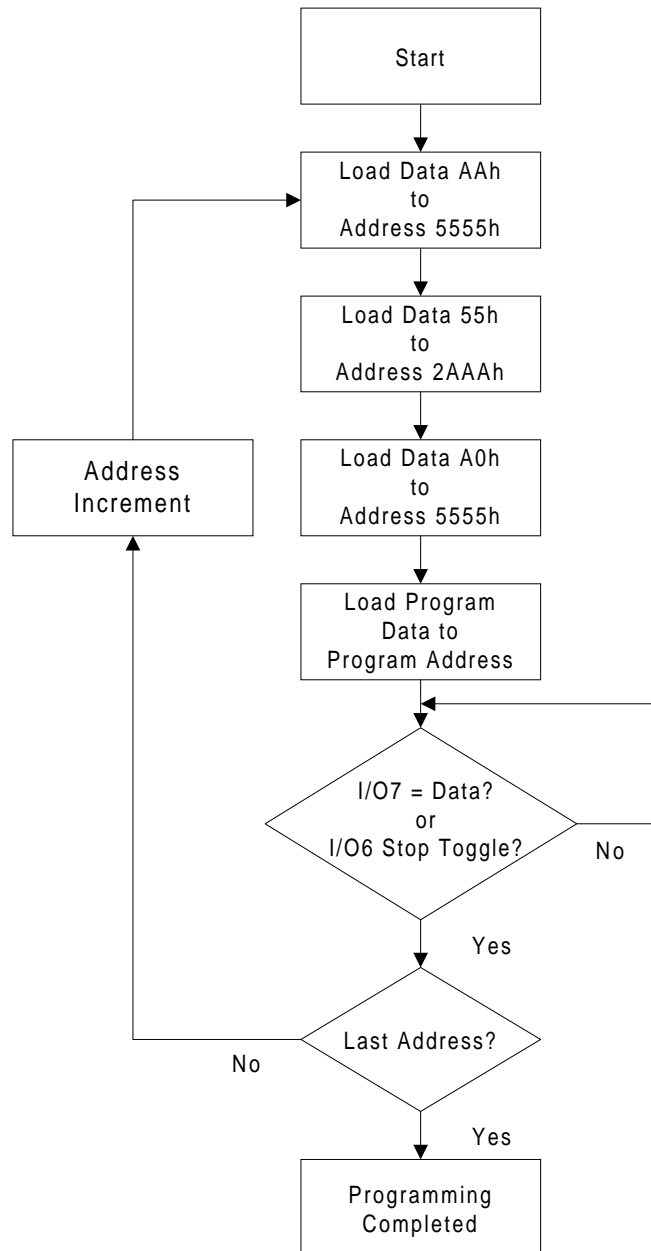 Start
Load Data AAh
to
Address 5555h
Load Data 55h
to
Address 2AAAh
Address
Increment
Load Data A0h
to
Address 5555h
Load Program
Data to
Program Address
I/O7 = Data?
or
I/O6 Stop Toggle?
No
Yes
Last Address?
No
Yes
Programming
Completed